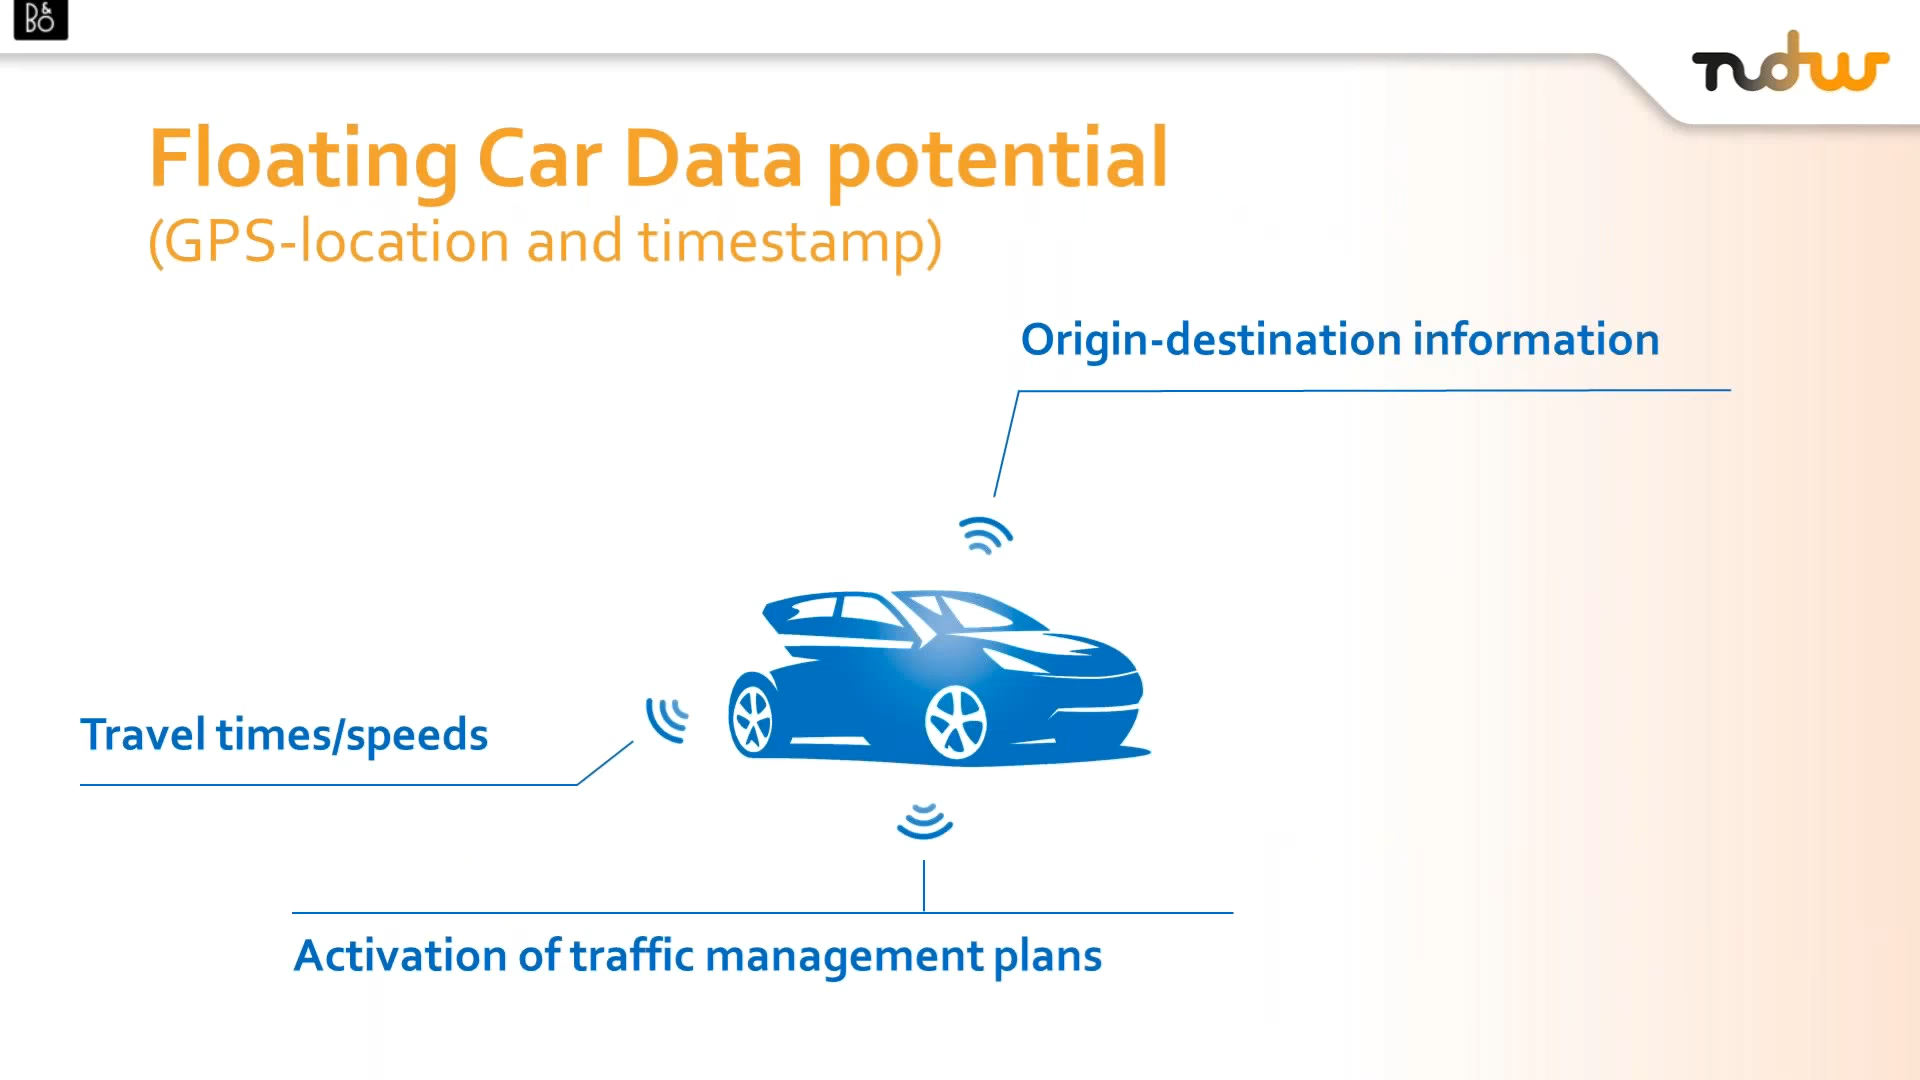 B&O
ndw
Floating Car Data potential
(GPS-location and timestamp)
Origin-destination information
Travel times/speeds
Activation of traffic management plans